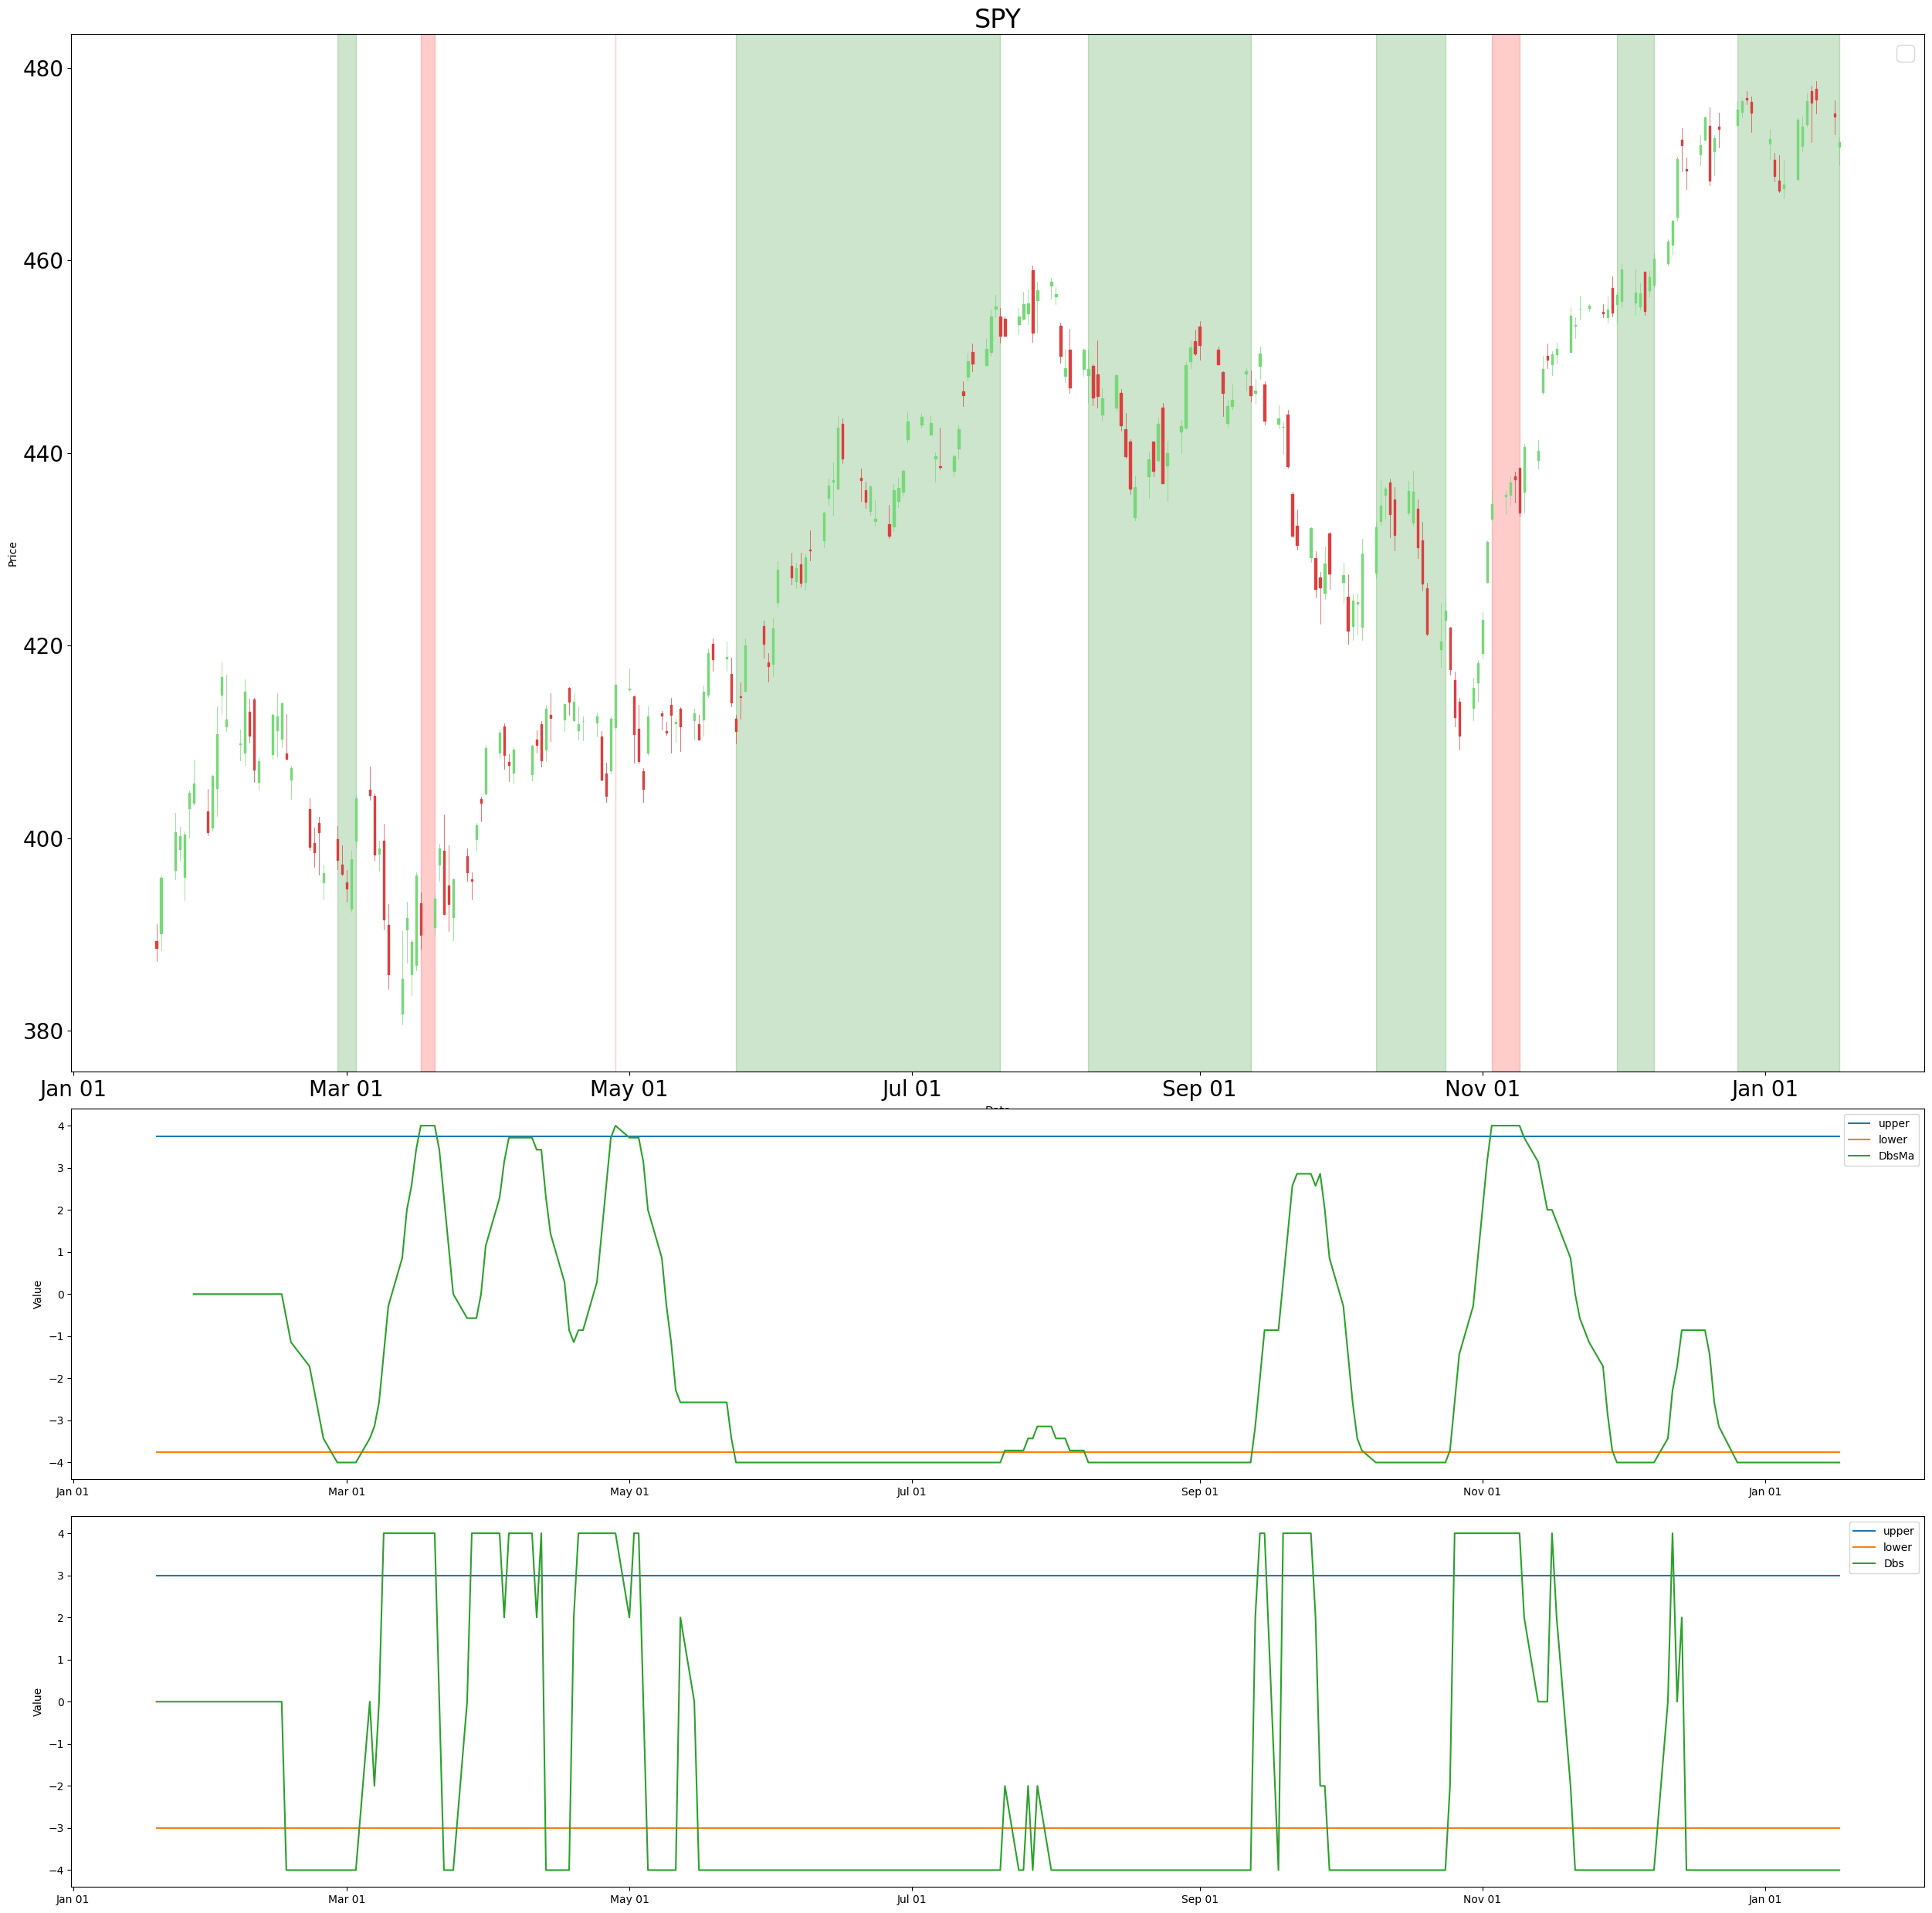 SPY
480
460
440
420
400
380
Price
Jan 01 Mar 01 May 01 Jul 01 Sep 01 Nov 01 Jan 01
Date
4
3
2
1
0
−1
−2
−3
−4
Value
upper
lower
DbsMa
Jan 01 Mar 01 May 01 Jul 01 Sep 01 Nov 01 Jan 01
4
3
2
1
0
−1
−2
−3
−4
Value
upper
lower
Dbs
Jan 01 Mar 01 May 01 Jul 01 Sep 01 Nov 01 Jan 01